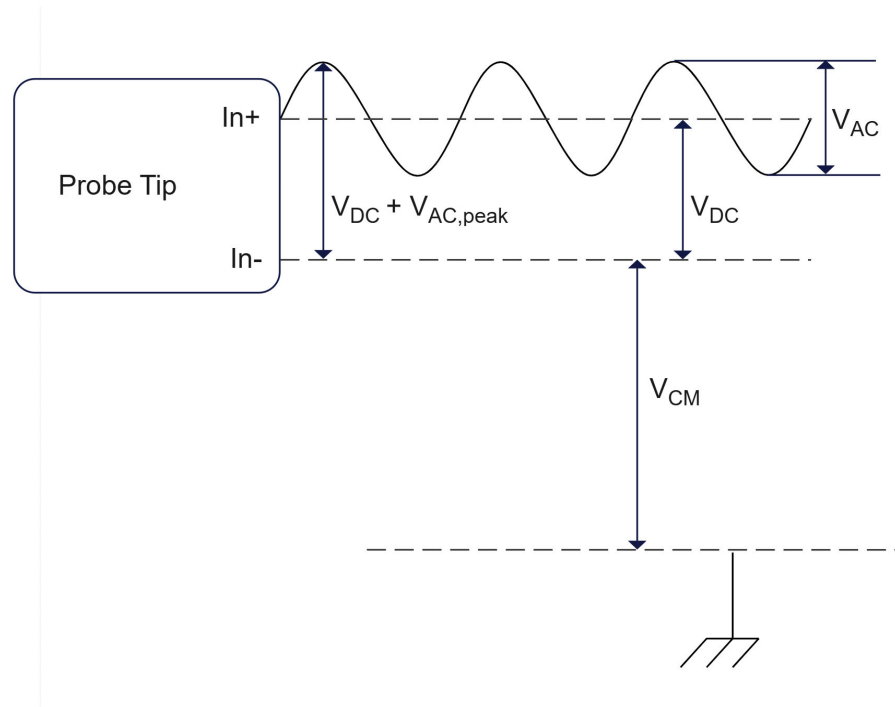 In+
V_AC
Probe Tip
V_DC + V_AC,peak
V_DC
In-
V_CM